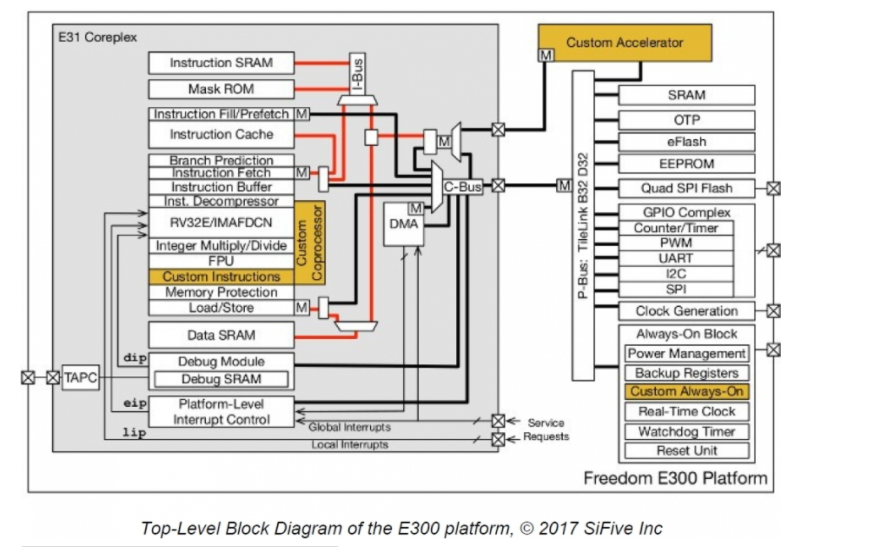 E31 Coreplex
Instruction SRAM
Mask ROM
I-Bus
Instruction Fill/Prefetch M
Instruction Cache
Branch Prediction
Instruction Fetch M
Instruction Buffer
Inst. Decompressor
RV32E/IMAFDCN
Integer Multiply/Divide
FPU
Custom Instructions
Custom Coprocessor
Memory Protection
Load/Store M
Data SRAM
dip
Debug Module
Debug SRAM
TAPC
eip
Platform-Level
Interrupt Control
lip
Global Interrupts
Local Interrupts
M
C-Bus
M
DMA
Service
Requests
Custom Accelerator
M
M
P-Bus: TileLink B32 D32
SRAM
OTP
eFlash
EEPROM
Quad SPI Flash
GPIO Complex
Counter/Timer
PWM
UART
I2C
SPI
Clock Generation
Always-On Block
Power Management
Backup Registers
Custom Always-On
Real-Time Clock
Watchdog Timer
Reset Unit
Freedom E300 Platform
Top-Level Block Diagram of the E300 platform, © 2017 SiFive Inc